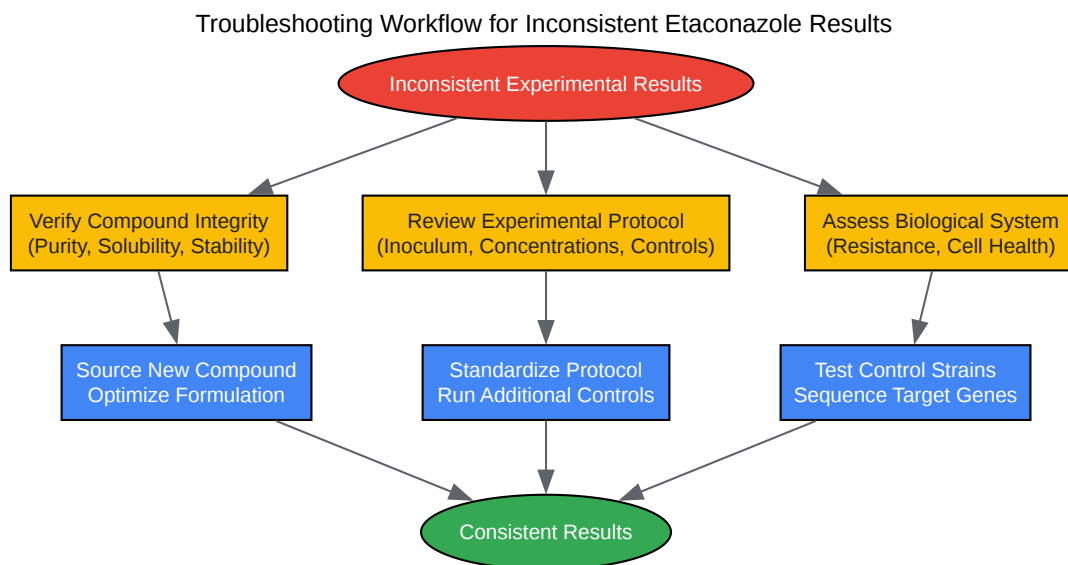 Troubleshooting Workflow for Inconsistent Etaconazole Results
Inconsistent Experimental Results
Verify Compound Integrity
(Purity, Solubility, Stability)
Review Experimental Protocol
(Inoculum, Concentrations, Controls)
Assess Biological System
(Resistance, Cell Health)
Source New Compound
Optimize Formulation
Standardize Protocol
Run Additional Controls
Test Control Strains
Sequence Target Genes
Consistent Results